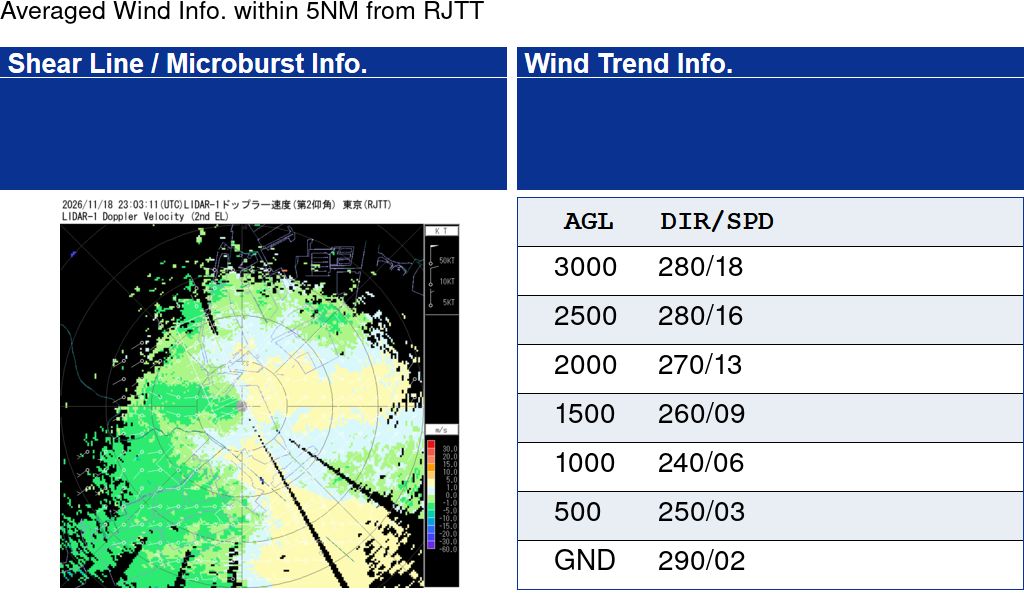 Averaged Wind Info. within 5NM from RJTT
Shear Line / Microburst Info.
Wind Trend Info.
2026/11/18 23:03:11(UTC)LIDAR-1ドップラー速度(第2仰角) 東京(RJTT)
LIDAR-1 Doppler Velocity (2nd EL)
KT
50KT
10KT
5KT
m/s
30.0
20.0
15.0
10.0
5.0
1.0
0.0
-1.0
-5.0
-10.0
-15.0
-20.0
-30.0
-60.0
AGL DIR/SPD
3000 280/18
2500 280/16
2000 270/13
1500 260/09
1000 240/06
500 250/03
GND 290/02